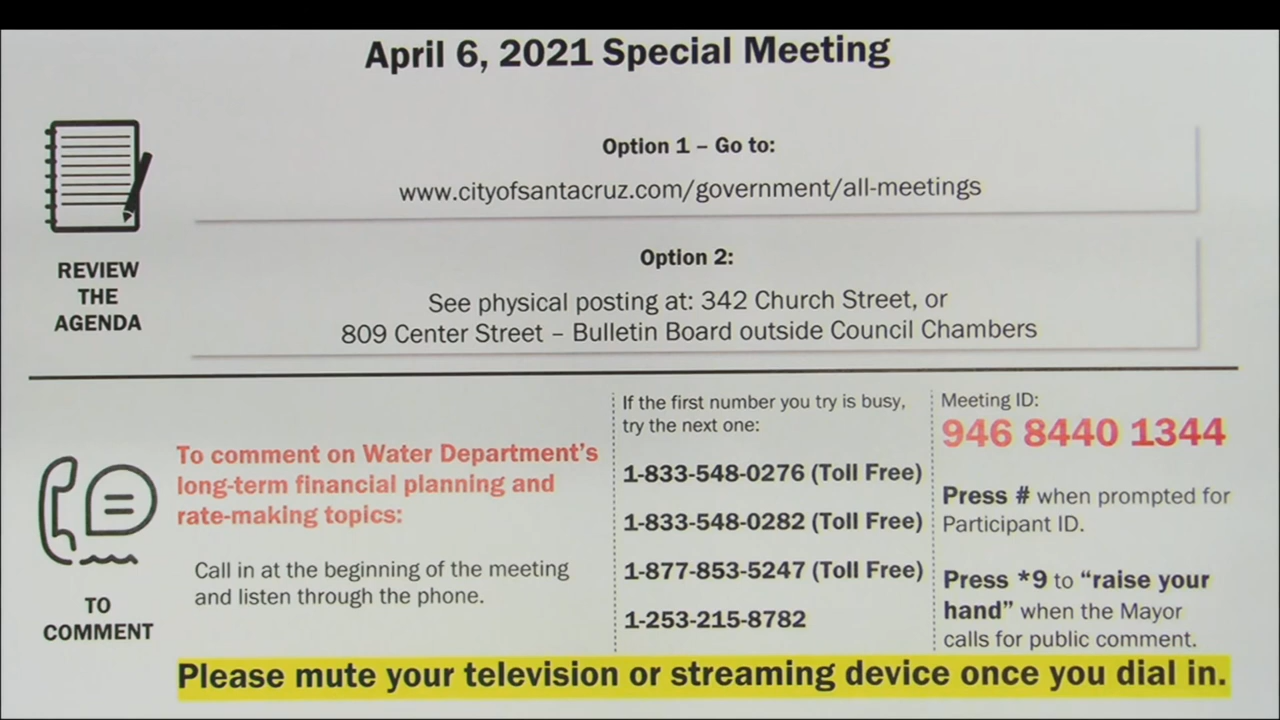 April 6, 2021 Special Meeting
Option 1 – Go to:
www.cityofsantacruz.com/government/all-meetings
REVIEW
THE
AGENDA
Option 2:
See physical posting at: 342 Church Street, or
809 Center Street – Bulletin Board outside Council Chambers
To comment on Water Department's
long-term financial planning and
rate-making topics:
Call in at the beginning of the meeting
and listen through the phone.
TO
COMMENT
If the first number you try is busy,
try the next one:
1-833-548-0276 (Toll Free)
1-833-548-0282 (Toll Free)
1-877-853-5247 (Toll Free)
1-253-215-8782
Meeting ID:
946 8440 1344
Press # when prompted for
Participant ID.
Press *9 to “raise your
hand” when the Mayor
calls for public comment.
Please mute your television or streaming device once you dial in.